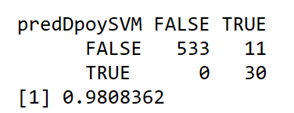 predDpoySVM FALSE TRUE
FALSE 533 11
TRUE 0 30
[1] 0.9808362